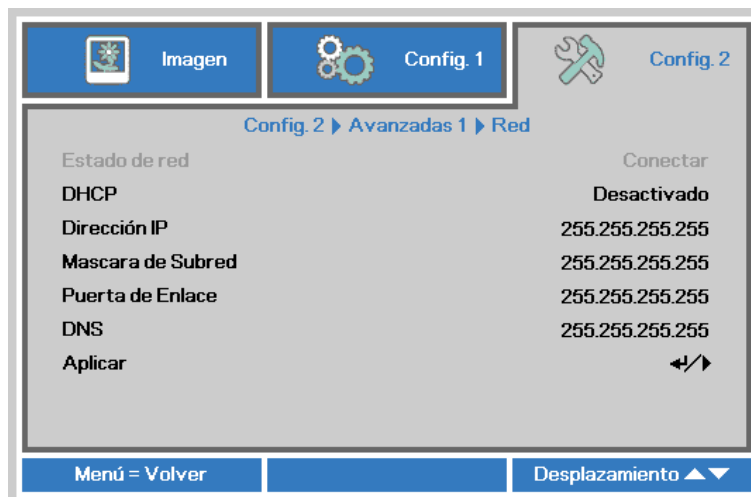 Imagen
Config. 1
Config. 2
Config. 2 ▶ Avanzadas 1 ▶ Red
Estado de red Conectar
DHCP Desactivado
Dirección IP 255.255.255.255
Mascara de Subred 255.255.255.255
Puerta de Enlace 255.255.255.255
DNS 255.255.255.255
Aplicar ↵/▶
Menú = Volver
Desplazamiento ▲▼